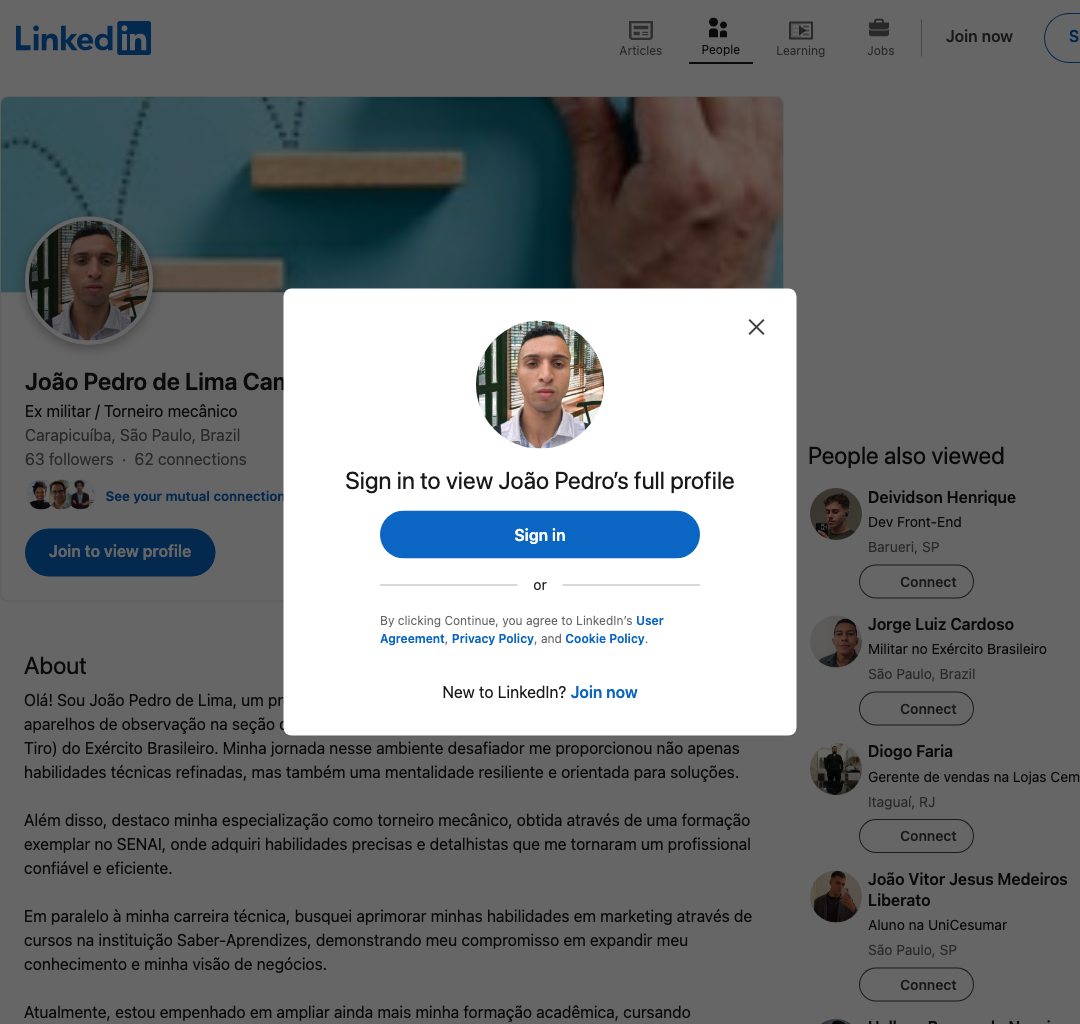 LinkedIn
Articles
People
Learning
Jobs
Join now
João Pedro de Lima
Ex militar / Torneiro mecânico
Carapicuíba, São Paulo, Brazil
63 followers · 62 connections
See your mutual connection
Join to view profile
Sign in to view João Pedro’s full profile
Sign in
or
By clicking Continue, you agree to LinkedIn’s User
Agreement, Privacy Policy, and Cookie Policy.
New to LinkedIn? Join now
About
Olá! Sou João Pedro de Lima, um
aparelhos de observação na seção
Tiro) do Exército Brasileiro. Minha jornada nesse ambiente desafiador me proporcionou não apenas
habilidades técnicas refinadas, mas também uma mentalidade resiliente e orientada para soluções.
Além disso, destaco minha especialização como torneiro mecânico, obtida através de uma formação
exemplar no SENAI, onde adquiri habilidades precisas e detalhistas que me tornaram um profissional
confiável e eficiente.
Em paralelo à minha carreira técnica, busquei aprimorar minhas habilidades em marketing através de
cursos na instituição Saber-Aprendizes, demonstrando meu compromisso em expandir meu
conhecimento e minha visão de negócios.
Atualmente, estou empenhado em ampliar ainda mais minha formação acadêmica, cursando
People also viewed
Deividson Henrique
Dev Front-End
Barueri, SP
Connect
Jorge Luiz Cardoso
Militar no Exército Brasileiro
São Paulo, Brazil
Connect
Diogo Faria
Gerente de vendas na Lojas Cem
Itaguaí, RJ
Connect
João Vitor Jesus Medeiros
Liberato
Aluno na UniCesumar
São Paulo, SP
Connect